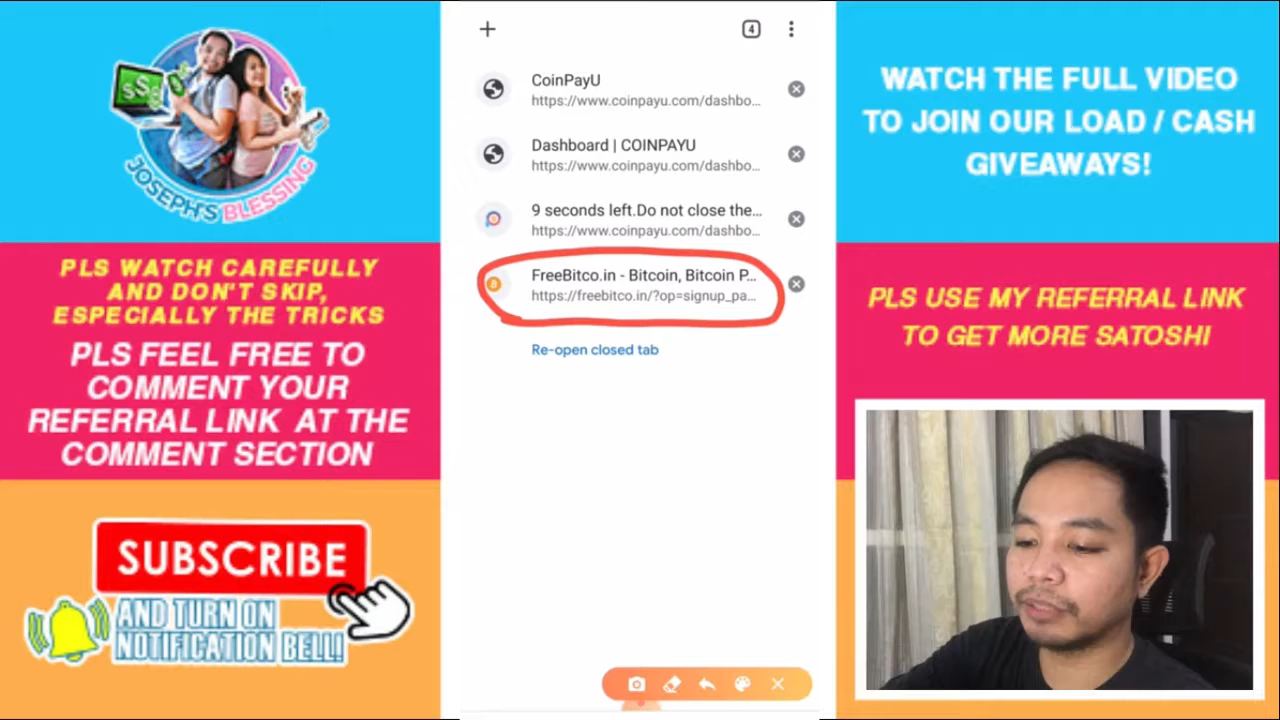 JOSEPH'S BLESSING
PLS WATCH CAREFULLY
AND DON'T SKIP,
ESPECIALLY THE TRICKS
PLS FEEL FREE TO
COMMENT YOUR
REFERRAL LINK AT THE
COMMENT SECTION
SUBSCRIBE
AND TURN ON
NOTIFICATION BELL!
4
CoinPayU
https://www.coinpayu.com/dashbo...
Dashboard | COINPAYU
https://www.coinpayu.com/dashbo...
9 seconds left.Do not close the...
https://www.coinpayu.com/dashbo...
FreeBitco.in - Bitcoin, Bitcoin P...
https://freebitco.in/?op=signup_pa...
Re-open closed tab
WATCH THE FULL VIDEO
TO JOIN OUR LOAD / CASH
GIVEAWAYS!
PLS USE MY REFERRAL LINK
TO GET MORE SATOSHI